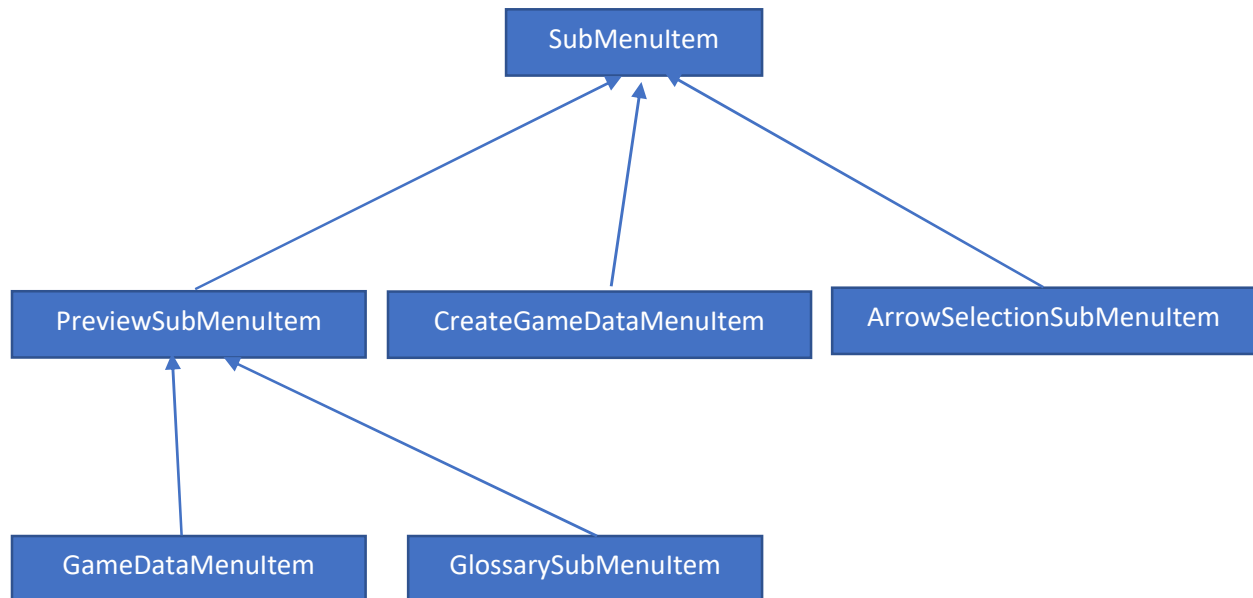 SubMenuItem
PreviewSubMenuItem
CreateGameDataMenuItem
ArrowSelectionSubMenuItem
GameDataMenuItem
GlossarySubMenuItem